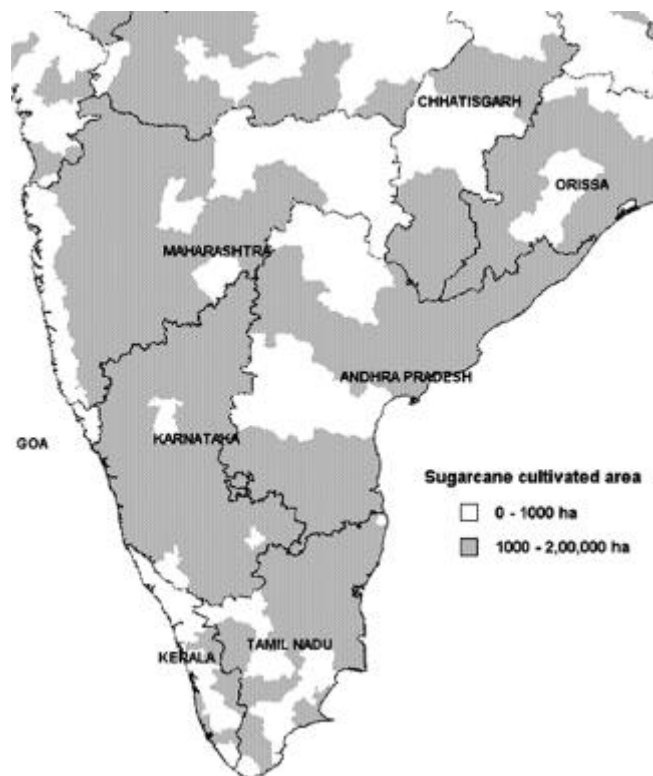 CHHATISGARH
ORISSA
MAHARASHTRA
ANDHRA PRADESH
GOA
KARNATAKA
Sugarcane cultivated area
0 - 1000 ha
1000 - 2,00,000 ha
TAMIL NADU
KERALA